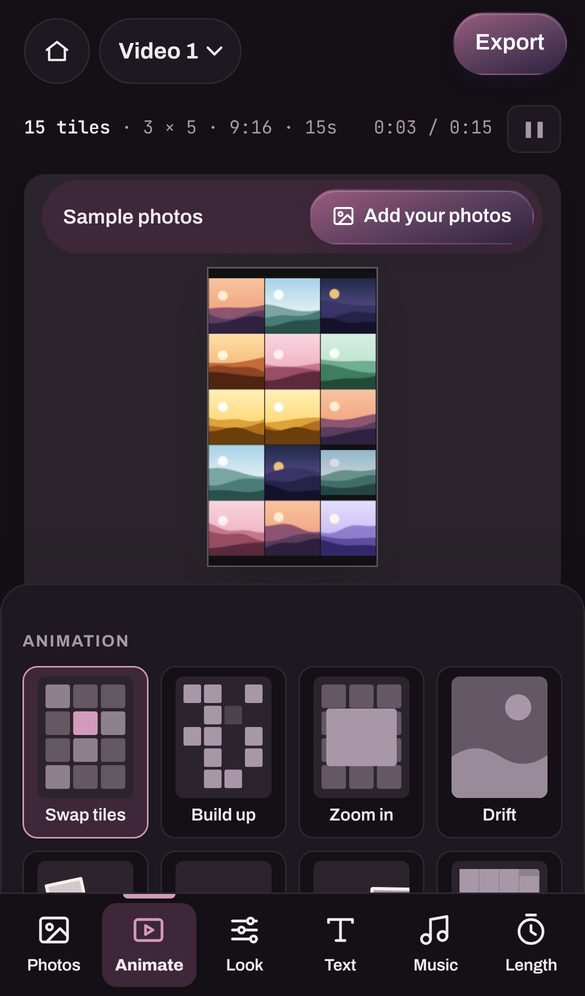 Video 1
Export
15 tiles · 3 × 5 · 9:16 · 15s 0:03 / 0:15
Sample photos
Add your photos
ANIMATION
Swap tiles
Build up
Zoom in
Drift
Photos
Animate
Look
Text
Music
Length